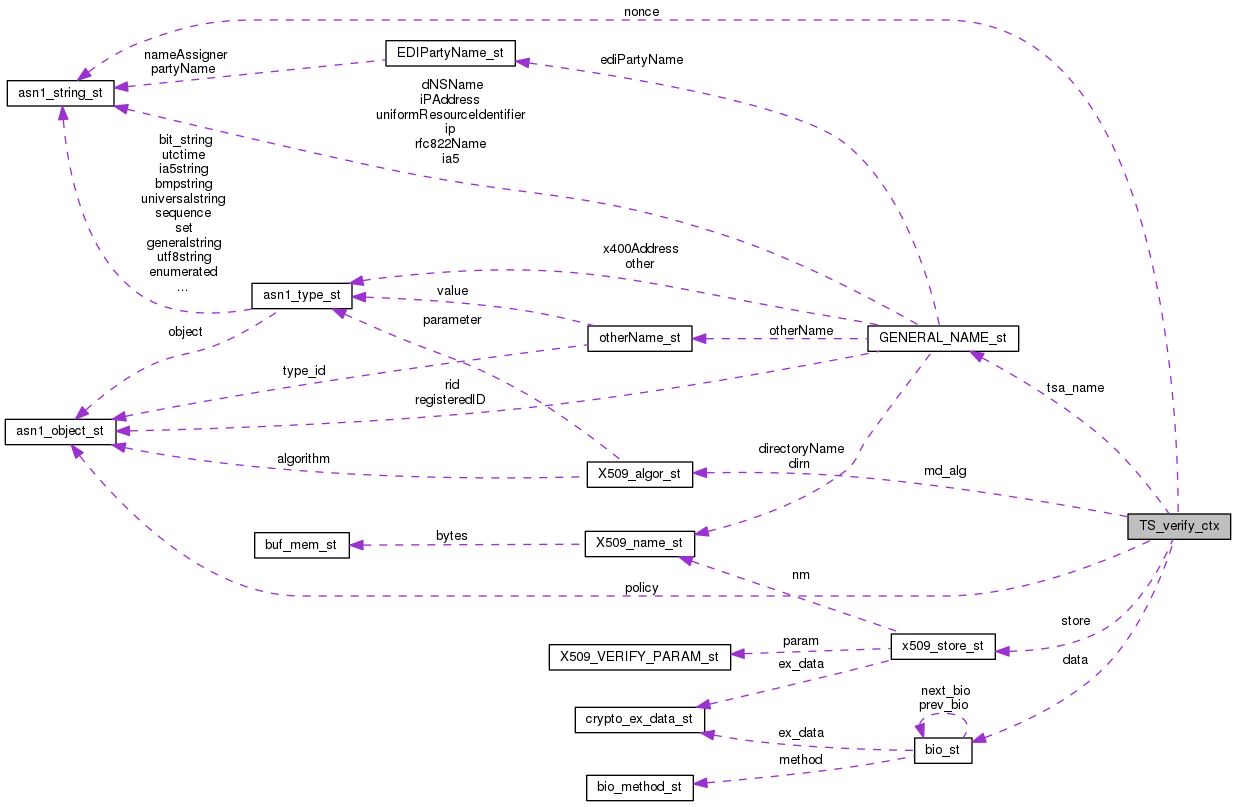 nonce
EDIPartyName_st
nameAssigner
partyName
ediPartyName
asn1_string_st
dNSName
iPAddress
uniformResourceIdentifier
ip
rfc822Name
ia5
bit_string
utctime
ia5string
bmpstring
universalstring
sequence
set
generalstring
utf8string
enumerated
...
x400Address
other
asn1_type_st
value
parameter
object
otherName_st
otherName
GENERAL_NAME_st
type_id
rid
registeredID
tsa_name
asn1_object_st
algorithm
X509_algor_st
directoryName
dirn
md_alg
TS_verify_ctx
buf_mem_st
bytes
X509_name_st
nm
policy
store
x509_store_st
param
X509_VERIFY_PARAM_st
ex_data
data
next_bio
prev_bio
crypto_ex_data_st
ex_data
bio_st
method
bio_method_st